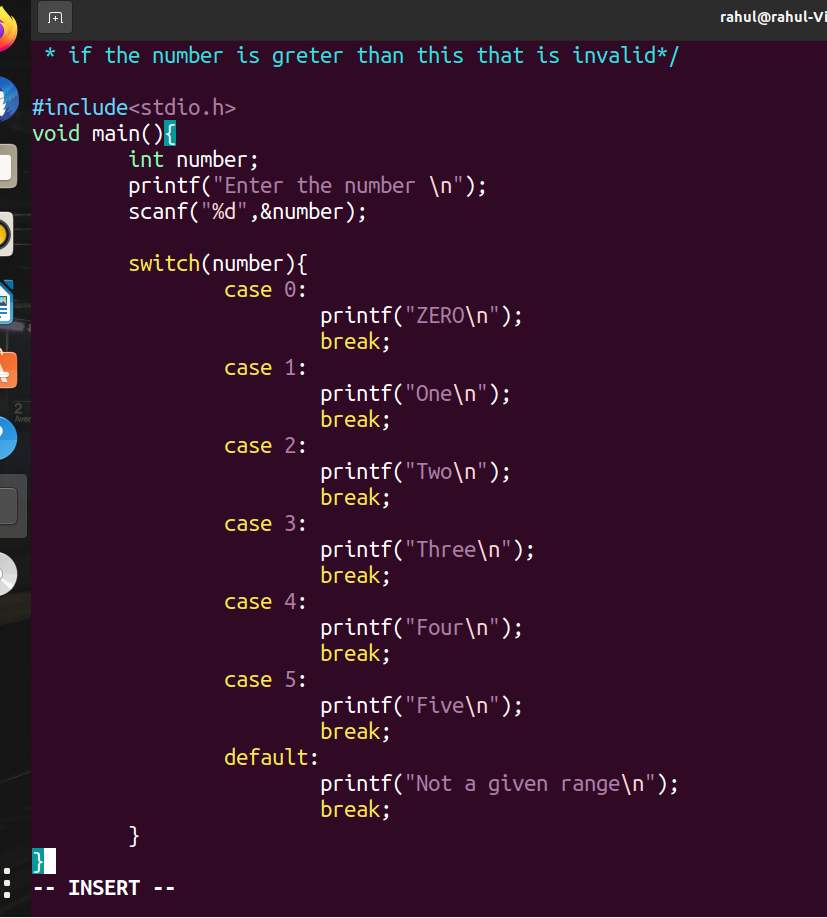 rahul@rahul-Vi
* if the number is greter than this that is invalid*/
#include<stdio.h>
void main(){
int number;
printf("Enter the number \n");
scanf("%d",&number);
switch(number){
case 0:
printf("ZERO\n");
break;
case 1:
printf("One\n");
break;
case 2:
printf("Two\n");
break;
case 3:
printf("Three\n");
break;
case 4:
printf("Four\n");
break;
case 5:
printf("Five\n");
break;
default:
printf("Not a given range\n");
break;
}
}
-- INSERT --